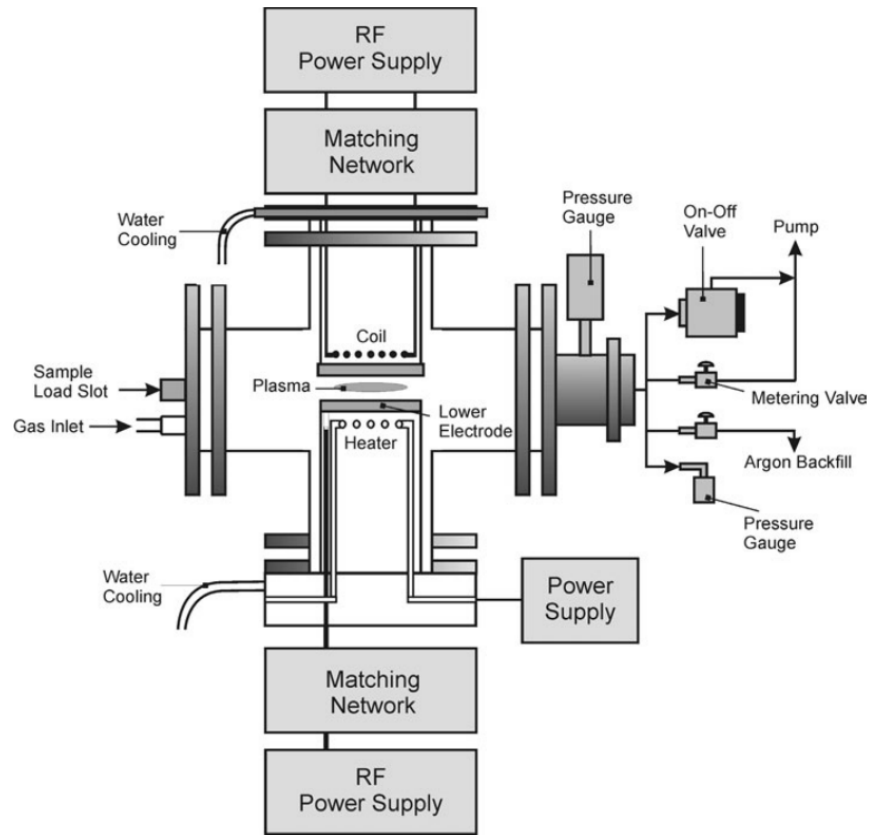 RF
Power Supply
Matching
Network
Water
Cooling
Pressure
Gauge
On-Off
Valve
Pump
Coil
Sample
Load Slot
Plasma
Metering Valve
Gas Inlet
Lower
Electrode
Heater
Argon Backfill
Pressure
Gauge
Water
Cooling
Power
Supply
Matching
Network
RF
Power Supply